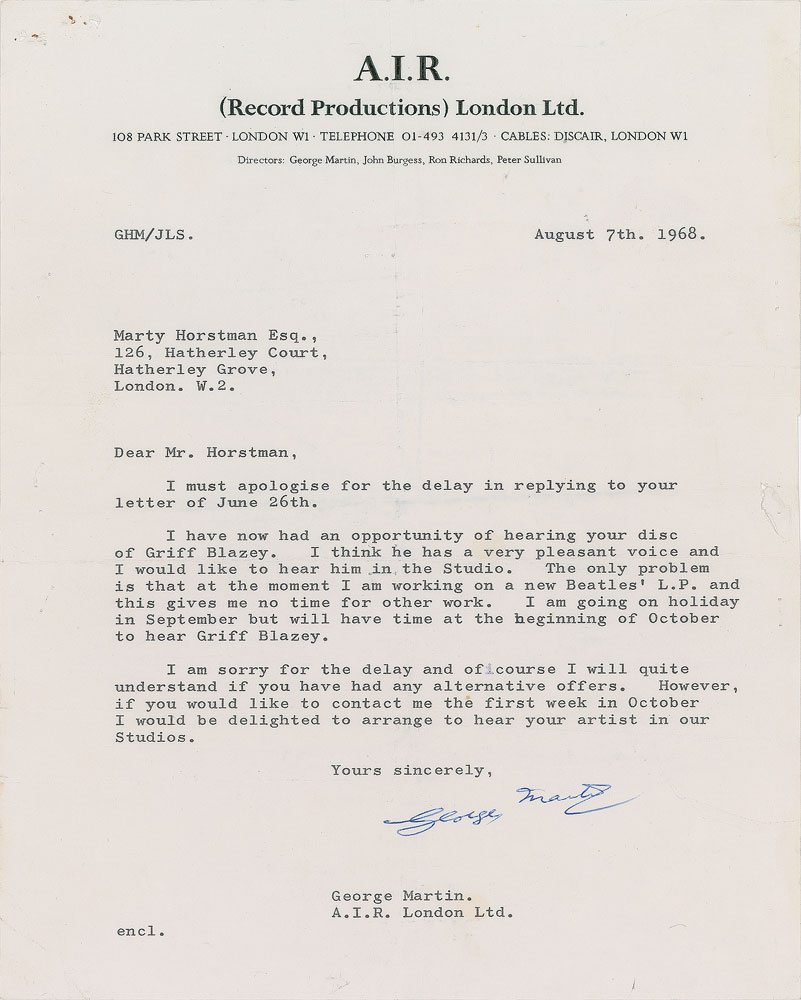 A.I.R.
(Record Productions) London Ltd.
108 PARK STREET · LONDON W1 · TELEPHONE 01-493 4131/3 · CABLES: DISCAIR, LONDON W1
Directors: George Martin, John Burgess, Ron Richards, Peter Sullivan
GHM/JLS. August 7th. 1968.
Marty Horstman Esq.,
126, Hatherley Court,
Hatherley Grove,
London. W.2.
Dear Mr. Horstman,
I must apologise for the delay in replying to your
letter of June 26th.
I have now had an opportunity of hearing your disc
of Griff Blazey. I think he has a very pleasant voice and
I would like to hear him in the Studio. The only problem
is that at the moment I am working on a new Beatles' L.P. and
this gives me no time for other work. I am going on holiday
in September but will have time at the beginning of October
to hear Griff Blazey.
I am sorry for the delay and of course I will quite
understand if you have had any alternative offers. However,
if you would like to contact me the first week in October
I would be delighted to arrange to hear your artist in our
Studios.
Yours sincerely,
George Martin
George Martin.
A.I.R. London Ltd.
encl.